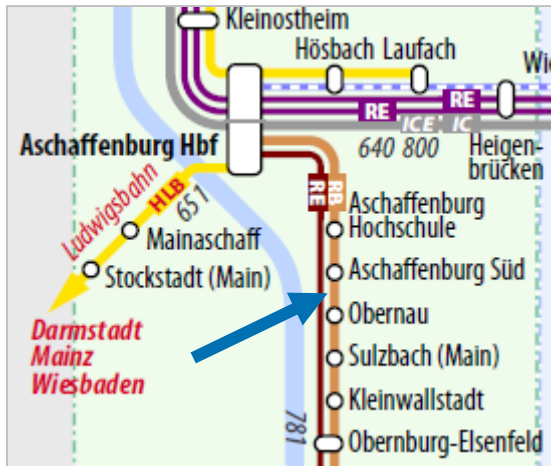 Kleinostheim
Hösbach Laufach
RE
RE
ICE IC
Aschaffenburg Hbf
640 800
Heigen-
brücken
Ludwigsbahn
HLB
651
RE
RB
Aschaffenburg
Hochschule
Mainaschaff
Stockstadt (Main)
Aschaffenburg Süd
Darmstadt
Mainz
Wiesbaden
Obernau
Sulzbach (Main)
Kleinwallstadt
781
Obernburg-Elsenfeld